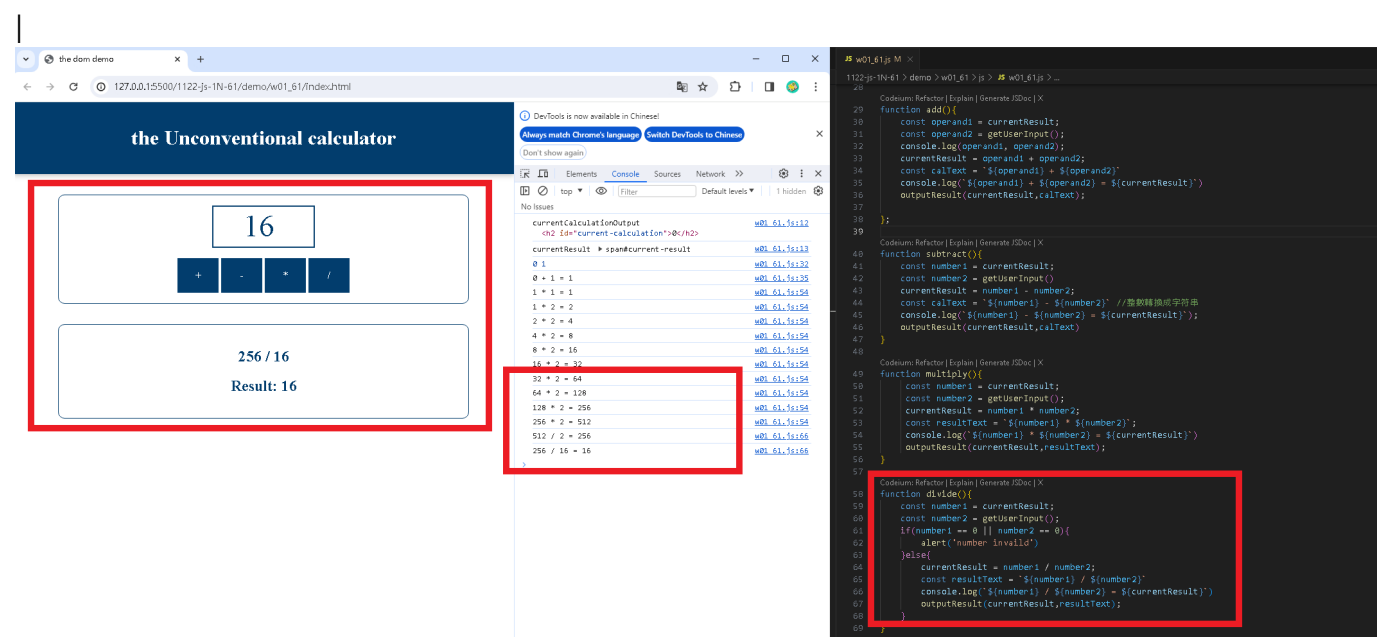 the dom demo
127.0.0.1:5500/1122-js-1N-61/demo/w01_61/Index.html
the Unconventional calculator
16
+ - * /
256 / 16
Result: 16
DevTools is now available in Chinese!
Always match Chrome's language Switch DevTools to Chinese
Don't show again
Elements Console Sources Network
top Filter Default levels 1 hidden
No Issues
currentCalculationOutput w01_61.js:12
<h2 id="current-calculation">0</h2>
currentResult span#current-result w01_61.js:13
0 1 w01_61.js:32
0 + 1 = 1 w01_61.js:35
1 * 1 = 1 w01_61.js:54
1 * 2 = 2 w01_61.js:54
2 * 2 = 4 w01_61.js:54
4 * 2 = 8 w01_61.js:54
8 * 2 = 16 w01_61.js:54
16 * 2 = 32 w01_61.js:54
32 * 2 = 64 w01_61.js:54
64 * 2 = 128 w01_61.js:54
128 * 2 = 256 w01_61.js:54
256 * 2 = 512 w01_61.js:54
512 / 2 = 256 w01_61.js:66
256 / 16 = 16 w01_61.js:66
JS w01_61.js M
1122-js-1N-61 > demo > w01_61 > js > JS w01_61.js > ...
28
Codeium: Refactor | Explain | Generate JSDoc | X
29 function add(){
30 const operand1 = currentResult;
31 const operand2 = getUserInput();
32 console.log(operand1, operand2);
33 currentResult = operand1 + operand2;
34 const calText = `${operand1} + ${operand2}`
35 console.log(`${operand1} + ${operand2} = ${currentResult}`)
36 outputResult(currentResult,calText);
37
38 };
39
Codeium: Refactor | Explain | Generate JSDoc | X
40 function subtract(){
41 const number1 = currentResult;
42 const number2 = getUserInput()
43 currentResult = number1 - number2;
44 const calText = `${number1} - ${number2}` //整數轉換成字符串
45 console.log(`${number1} - ${number2} = ${currentResult}`);
46 outputResult(currentResult,calText)
47 }
48
Codeium: Refactor | Explain | Generate JSDoc | X
49 function multiply(){
50 const number1 = currentResult;
51 const number2 = getUserInput();
52 currentResult = number1 * number2;
53 const resultText = `${number1} * ${number2}`;
54 console.log(`${number1} * ${number2} = ${currentResult}`)
55 outputResult(currentResult,resultText);
56 }
57
Codeium: Refactor | Explain | Generate JSDoc | X
58 function divide(){
59 const number1 = currentResult;
60 const number2 = getUserInput();
61 if(number1 == 0 || number2 == 0){
62 alert('number invaild')
63 }else{
64 currentResult = number1 / number2;
65 const resultText = `${number1} / ${number2}`
66 console.log(`${number1} / ${number2} = ${currentResult}`)
67 outputResult(currentResult,resultText);
68 }
69 }